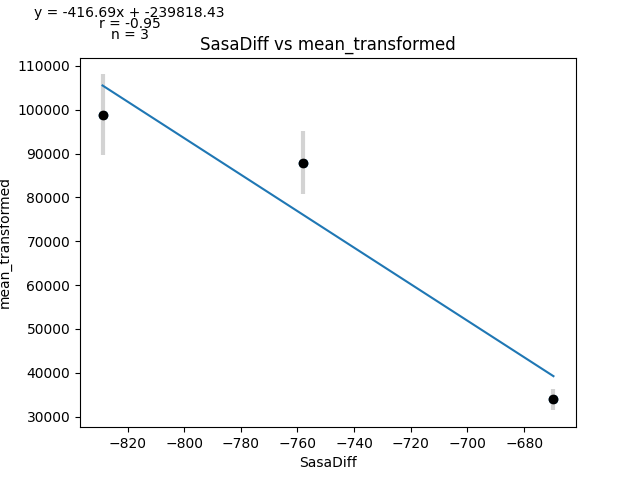 y = -416.69x + -239818.43
r = -0.95
n = 3
SasaDiff vs mean_transformed
110000
100000
90000
80000
70000
60000
50000
40000
30000
mean_transformed
−820
−800
−780
−760
−740
−720
−700
−680
SasaDiff